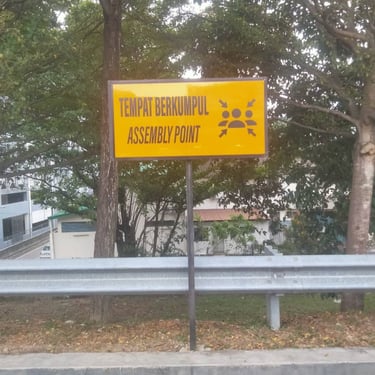 TEMPAT BERKUMPUL
ASSEMBLY POINT